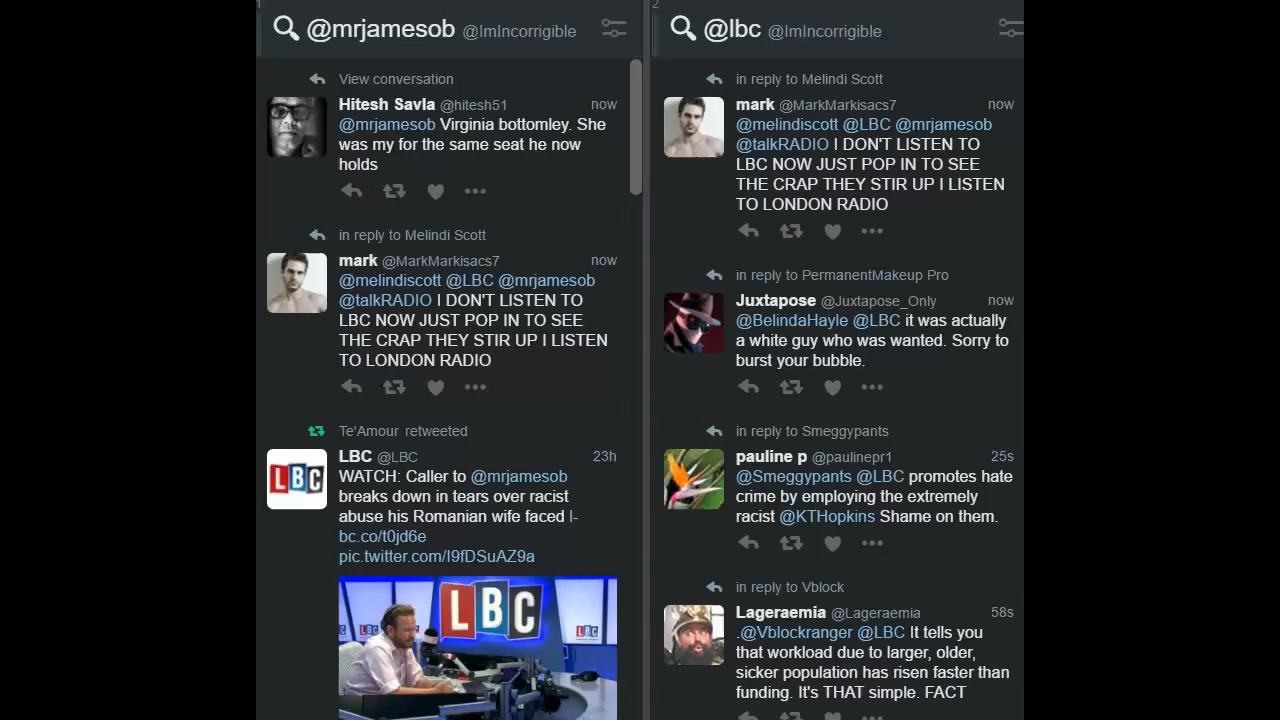 1
@mrjamesob @ImIncorrigible
View conversation
Hitesh Savla @hitesh51 now
@mrjamesob Virginia bottomley. She
was my for the same seat he now
holds
in reply to Melindi Scott
mark @MarkMarkisacs7 now
@melindiscott @LBC @mrjamesob
@talkRADIO I DON'T LISTEN TO
LBC NOW JUST POP IN TO SEE
THE CRAP THEY STIR UP I LISTEN
TO LONDON RADIO
Te'Amour retweeted
LBC
LBC @LBC 23h
WATCH: Caller to @mrjamesob
breaks down in tears over racist
abuse his Romanian wife faced l-
bc.co/t0jd6e
pic.twitter.com/I9fDSuAZ9a
LBC
LBC
2
@lbc @ImIncorrigible
in reply to Melindi Scott
mark @MarkMarkisacs7 now
@melindiscott @LBC @mrjamesob
@talkRADIO I DON'T LISTEN TO
LBC NOW JUST POP IN TO SEE
THE CRAP THEY STIR UP I LISTEN
TO LONDON RADIO
in reply to PermanentMakeup Pro
Juxtapose @Juxtapose_Only now
@BelindaHayle @LBC it was actually
a white guy who was wanted. Sorry to
burst your bubble.
in reply to Smeggypants
pauline p @paulinepr1 25s
@Smeggypants @LBC promotes hate
crime by employing the extremely
racist @KTHopkins Shame on them.
in reply to Vblock
Lageraemia @Lageraemia 58s
.@Vblockranger @LBC It tells you
that workload due to larger, older,
sicker population has risen faster than
funding. It's THAT simple. FACT